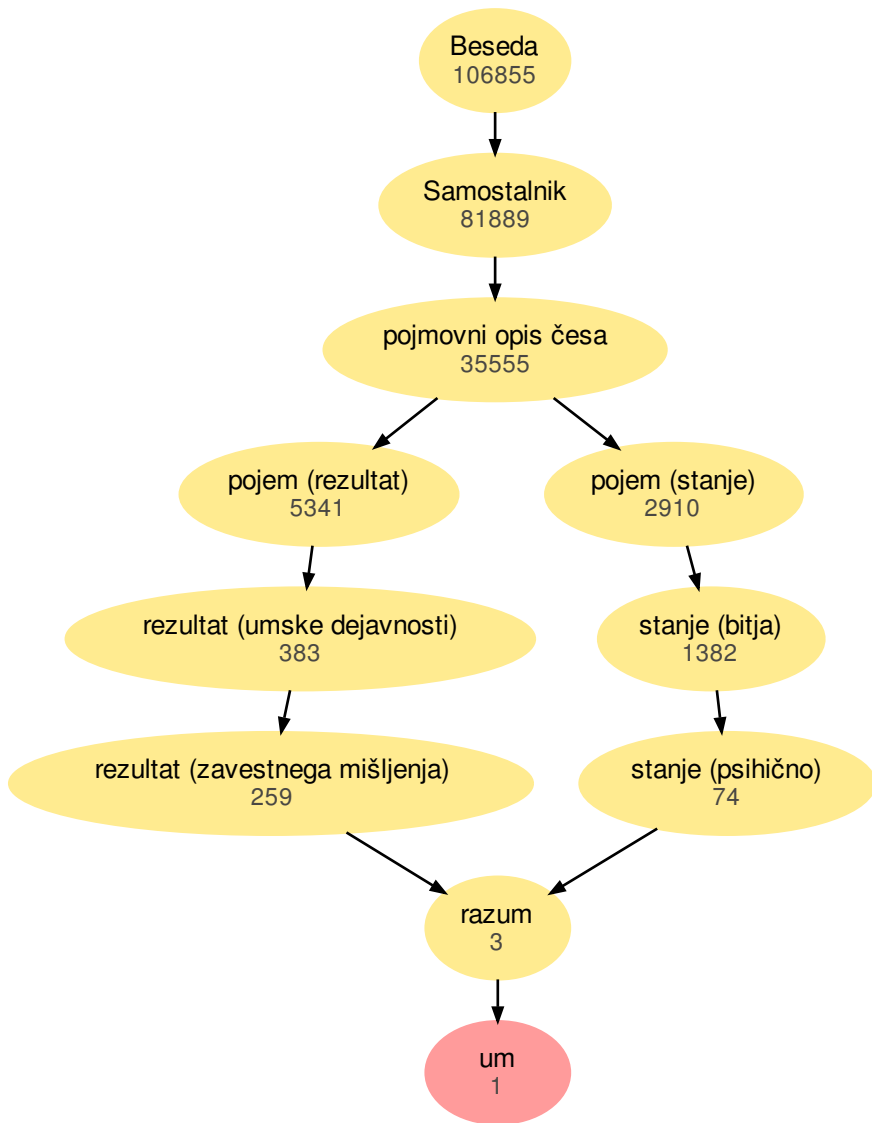 Beseda
106855
Samostalnik
81889
pojmovni opis česa
35555
pojem (rezultat)
5341
pojem (stanje)
2910
rezultat (umske dejavnosti)
383
stanje (bitja)
1382
rezultat (zavestnega mišljenja)
259
stanje (psihično)
74
razum
3
um
1